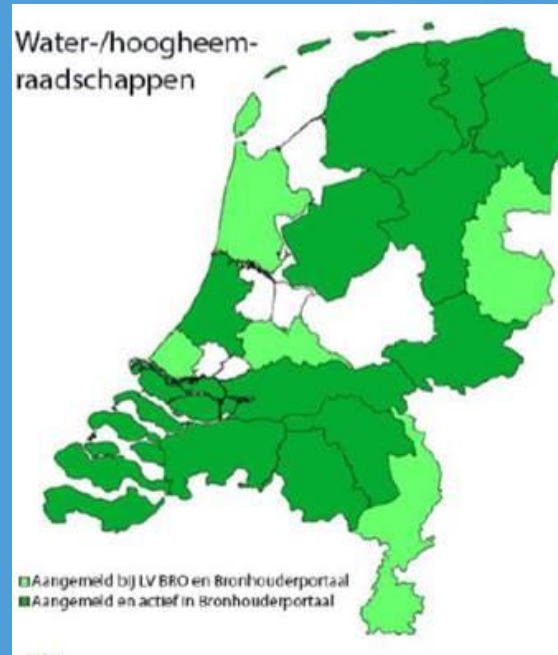 Water-/hoogheem-
raadschappen
Aangemeld bij LV BRO en Bronhouderportaal
Aangemeld en actief in Bronhouderportaal